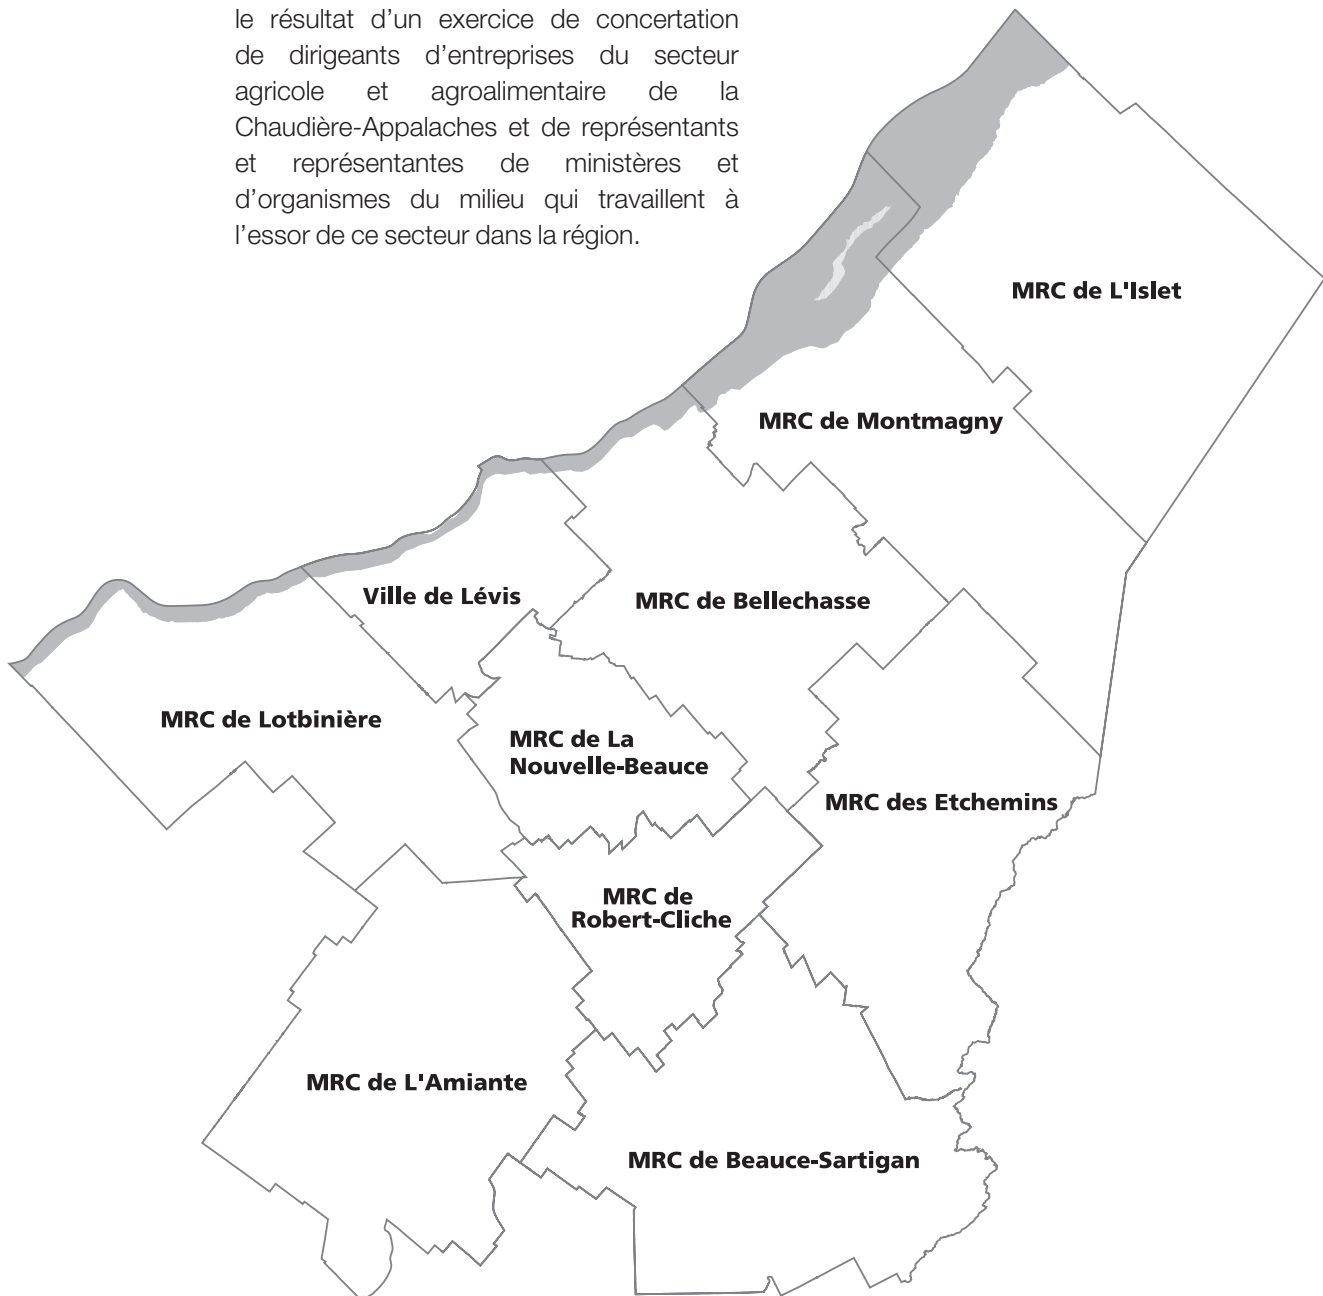 le résultat d’un exercice de concertation
de dirigeants d’entreprises du secteur
agricole et agroalimentaire de la
Chaudière-Appalaches et de représentants
et représentantes de ministères et
d’organismes du milieu qui travaillent à
l’essor de ce secteur dans la région.
MRC de L'Islet
MRC de Montmagny
Ville de Lévis
MRC de Bellechasse
MRC de Lotbinière
MRC de La
Nouvelle-Beauce
MRC des Etchemins
MRC de
Robert-Cliche
MRC de L'Amiante
MRC de Beauce-Sartigan